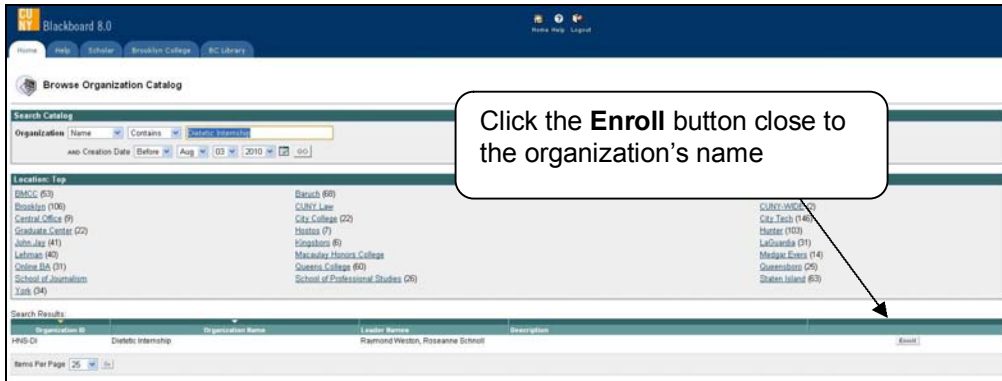 CU
NY Blackboard 8.0
Home Help Logout
Home Help Scholar Brooklyn College BC Library
Browse Organization Catalog
Search Catalog
Organization Name Contains Dietetic Internship
AND Creation Date Before Aug 03 2010 GO
Click the Enroll button close to
the organization's name
Location: Top
BMCC (53) Baruch (68)
Brooklyn (106) CUNY Law CUNY-WIDE (2)
Central Office (9) City College (22) City Tech (146)
Graduate Center (22) Hostos (7) Hunter (103)
John Jay (41) Kingsboro (6) LaGuardia (31)
Lehman (40) Macaulay Honors College Medgar Evers (14)
Online BA (31) Queens College (60) Queensboro (25)
School of Journalism School of Professional Studies (26) Staten Island (63)
York (34)
Search Results:
Organization ID Organization Name Leader Names Description
HNS-DI Dietetic Internship Raymond Weston, Roseanne Schnoll Enroll
Items Per Page 25 Go